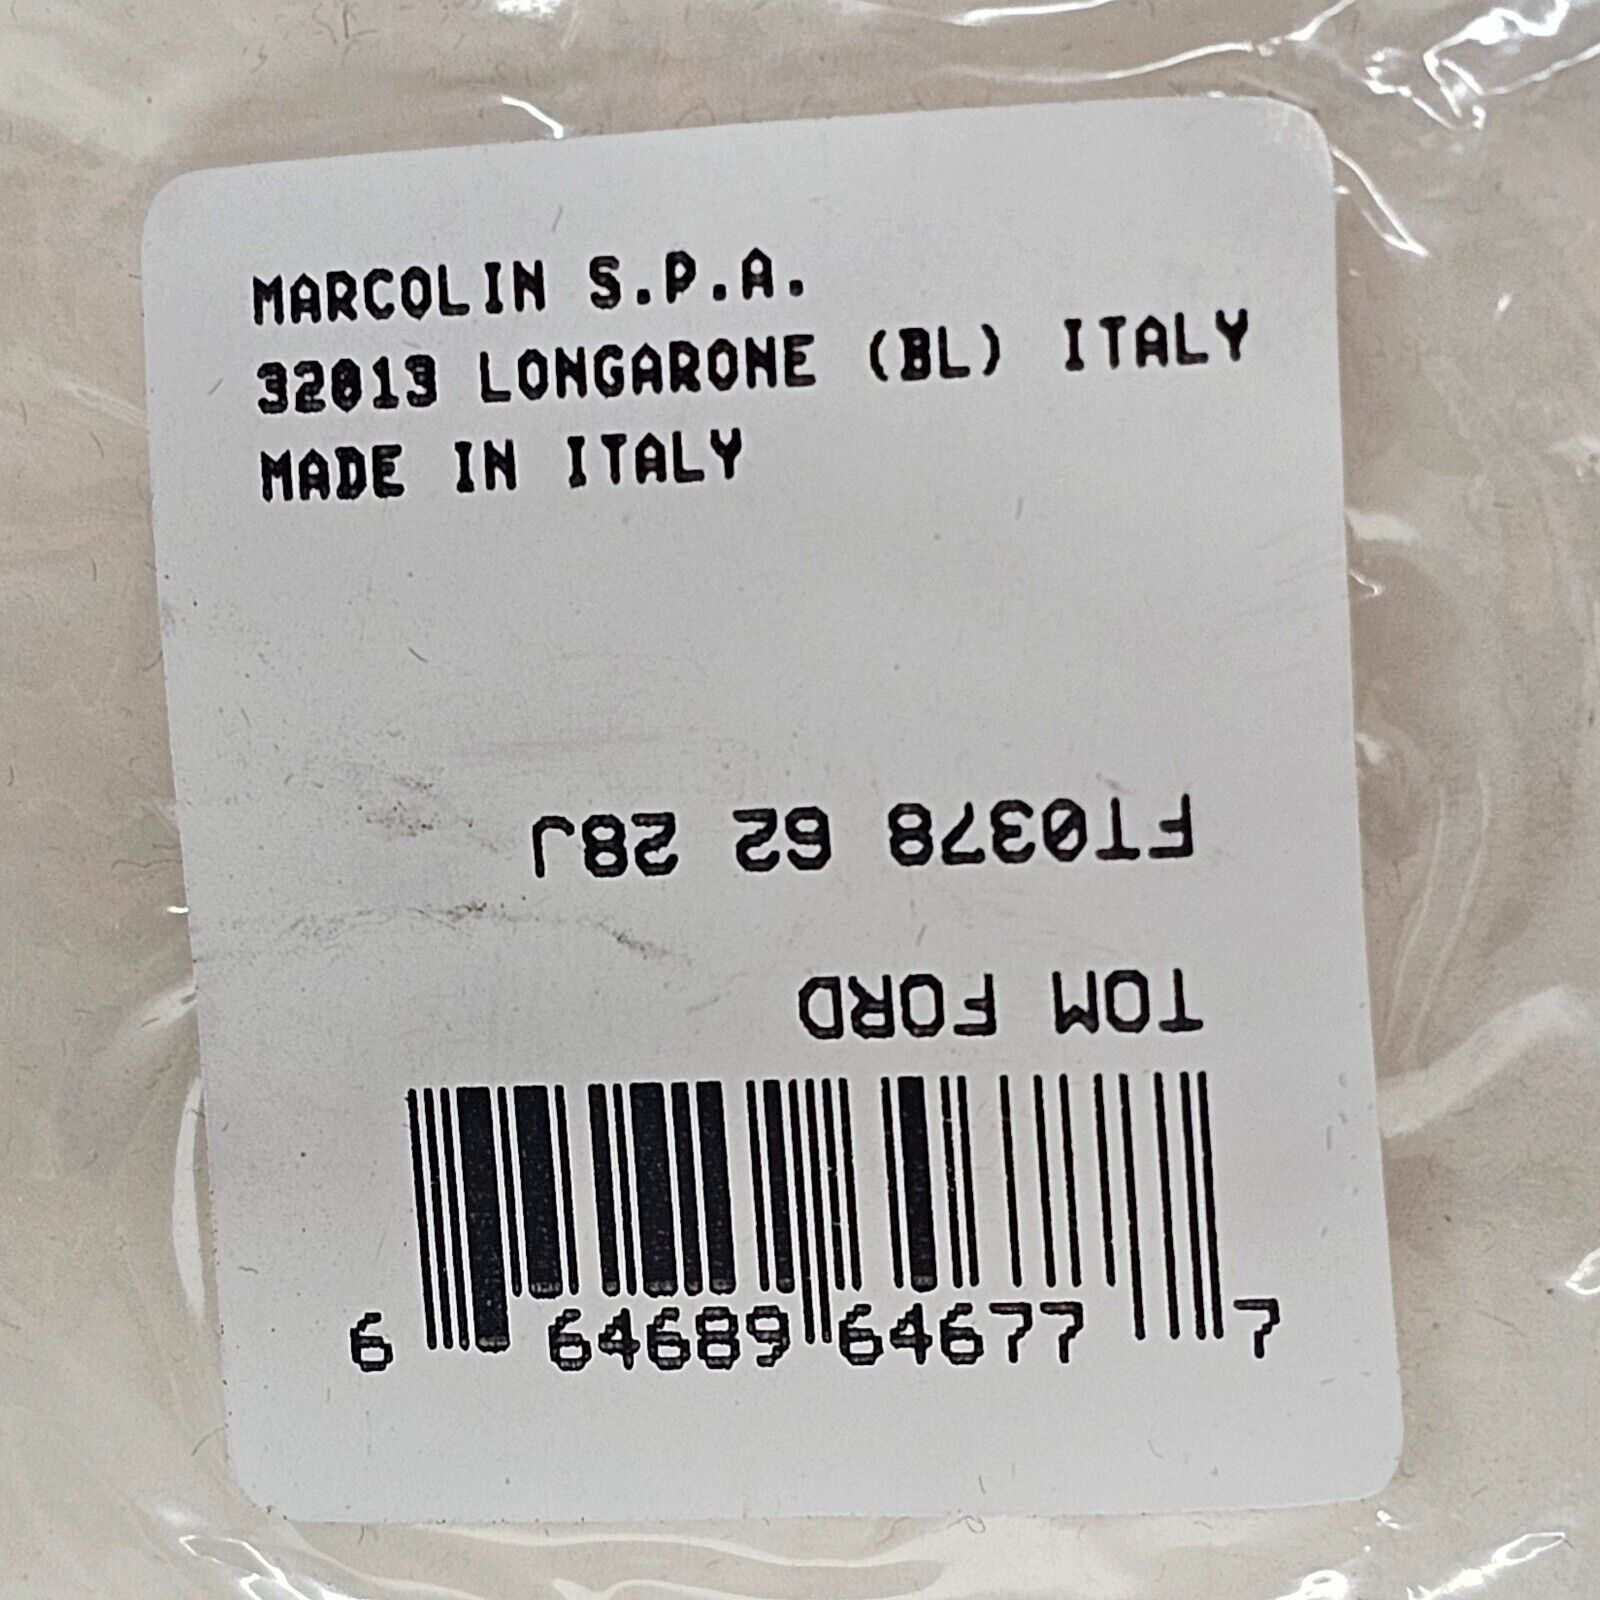 MARCOLIN S.P.A.
32013 LONGARONE (BL) ITALY
MADE IN ITALY
TOM FORD
FT0378 62 28J
6 64689 64677 7